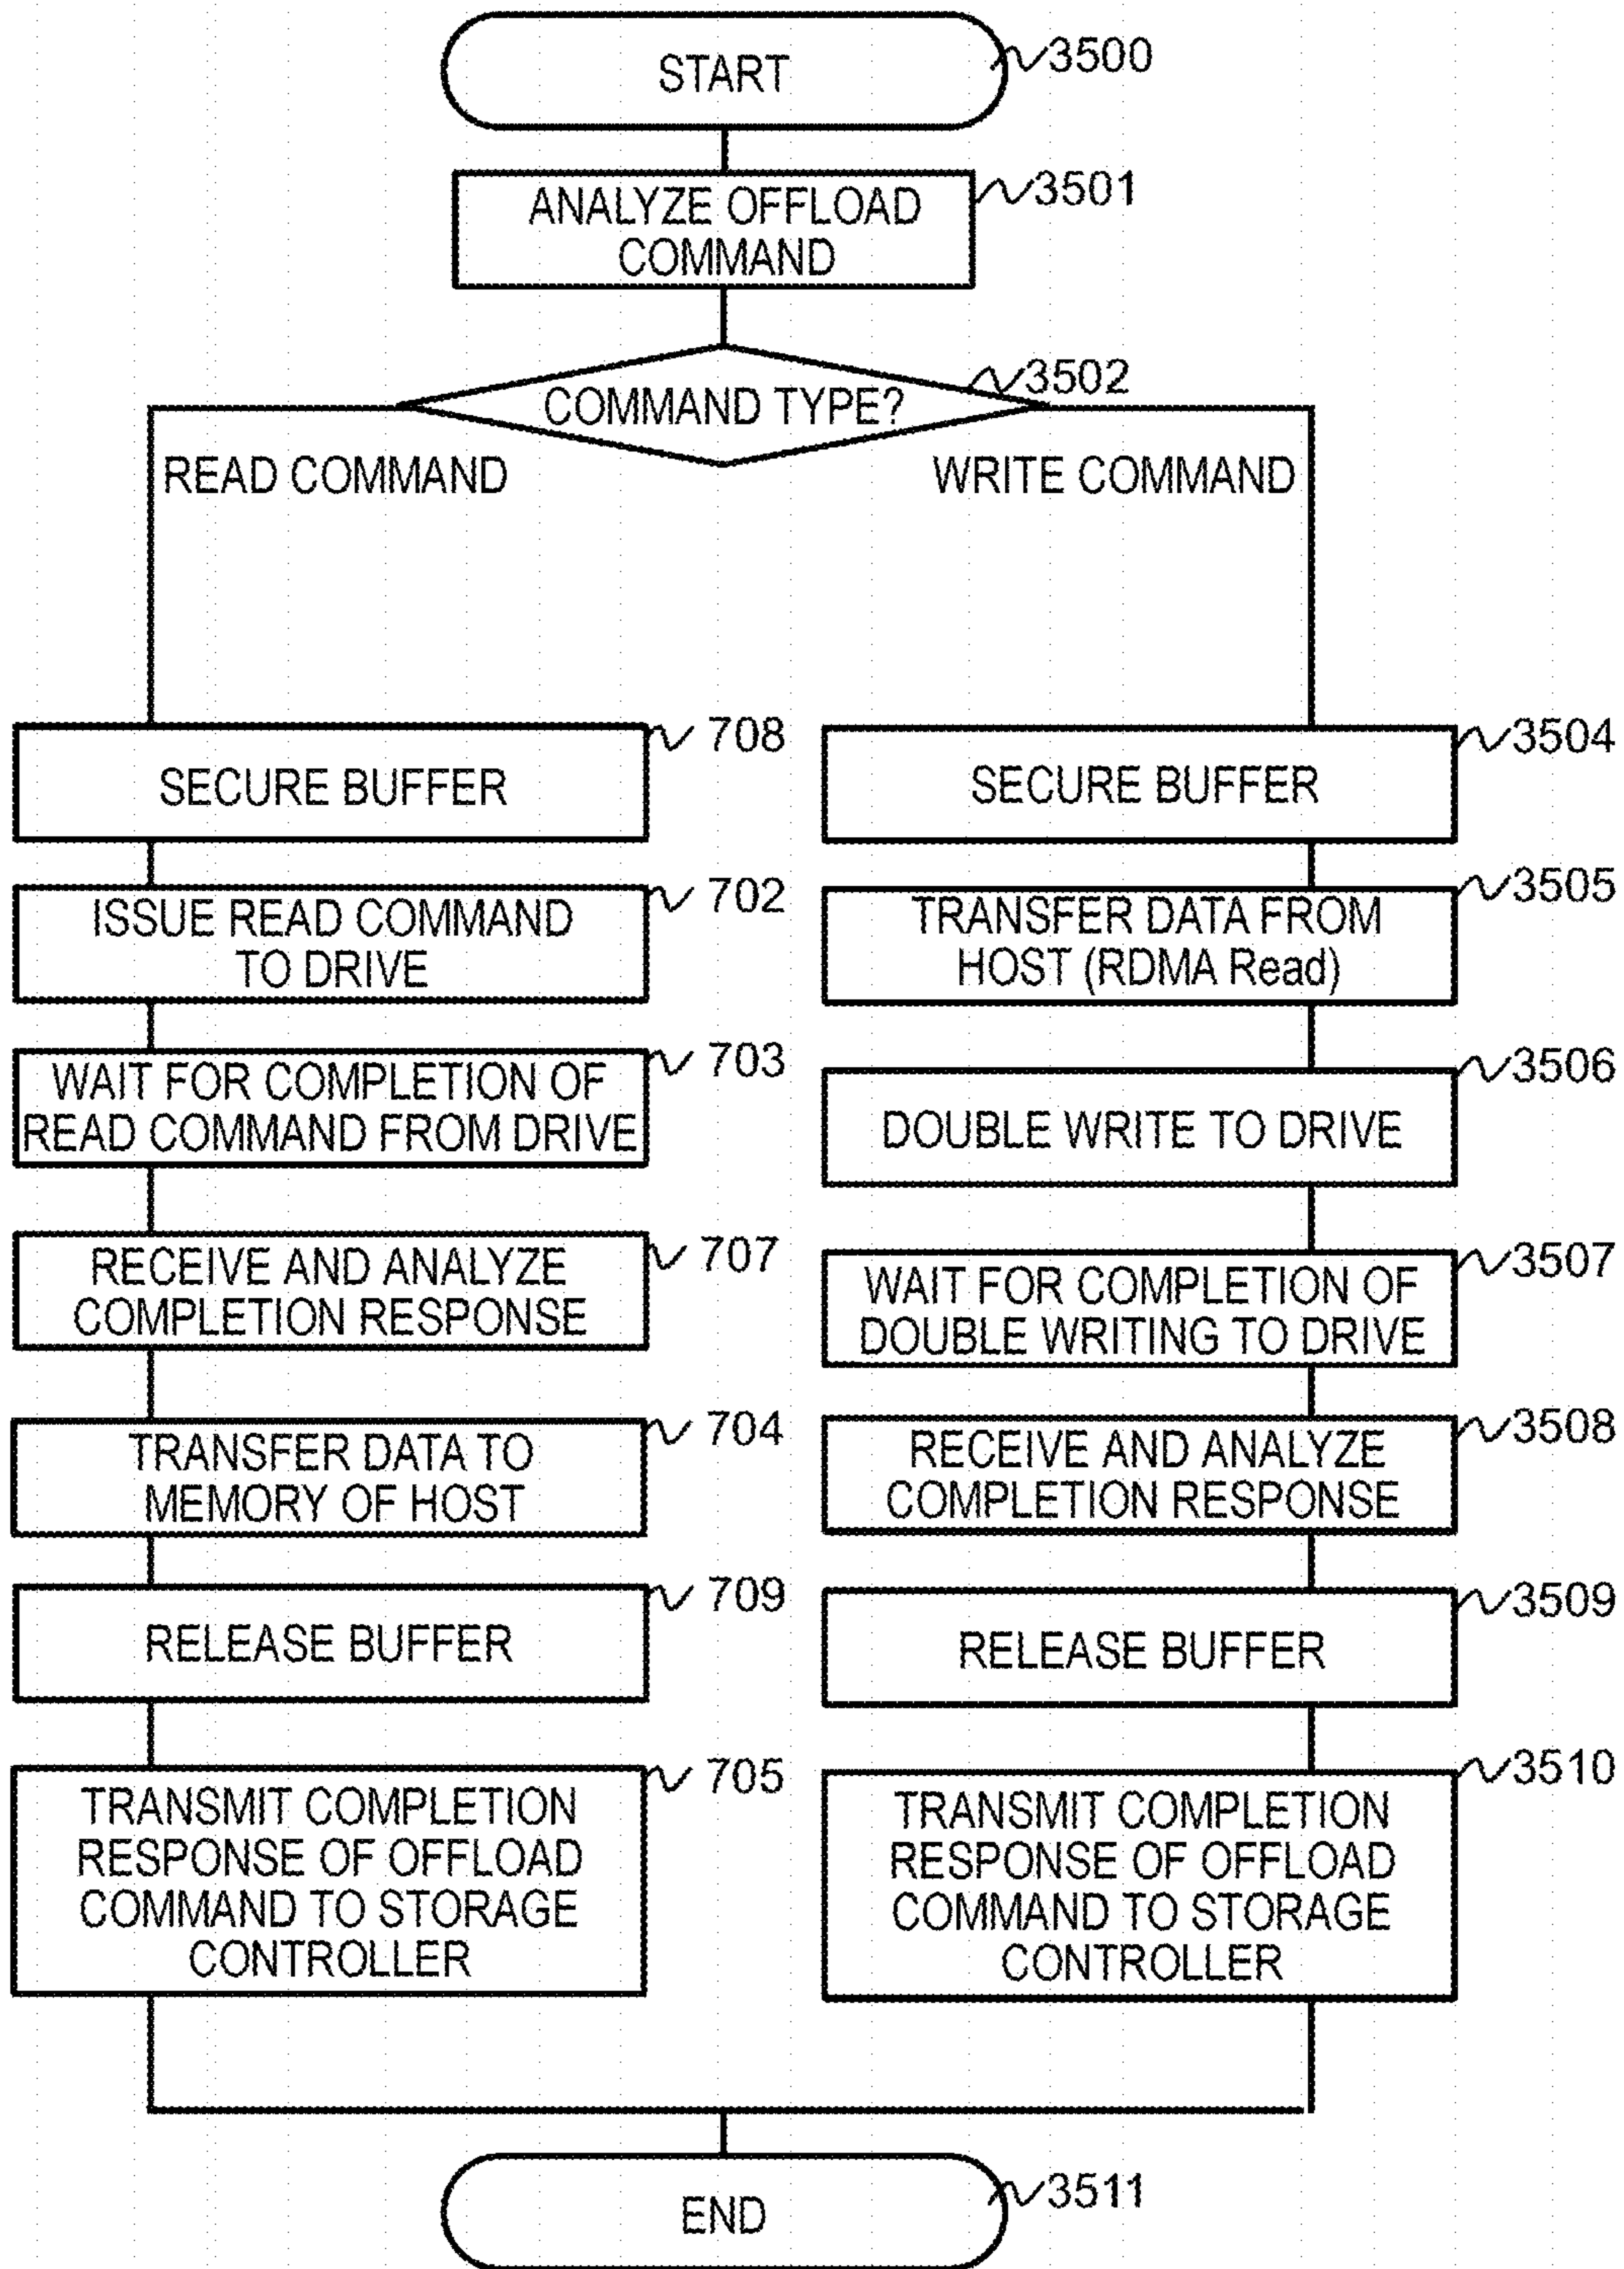 START
3500
ANALYZE OFFLOAD
COMMAND
3501
COMMAND TYPE?
3502
READ COMMAND
WRITE COMMAND
SECURE BUFFER
708
ISSUE READ COMMAND
TO DRIVE
702
WAIT FOR COMPLETION OF
READ COMMAND FROM DRIVE
703
RECEIVE AND ANALYZE
COMPLETION RESPONSE
707
TRANSFER DATA TO
MEMORY OF HOST
704
RELEASE BUFFER
709
TRANSMIT COMPLETION
RESPONSE OF OFFLOAD
COMMAND TO STORAGE
CONTROLLER
705
SECURE BUFFER
3504
TRANSFER DATA FROM
HOST (RDMA Read)
3505
DOUBLE WRITE TO DRIVE
3506
WAIT FOR COMPLETION OF
DOUBLE WRITING TO DRIVE
3507
RECEIVE AND ANALYZE
COMPLETION RESPONSE
3508
RELEASE BUFFER
3509
TRANSMIT COMPLETION
RESPONSE OF OFFLOAD
COMMAND TO STORAGE
CONTROLLER
3510
END
3511